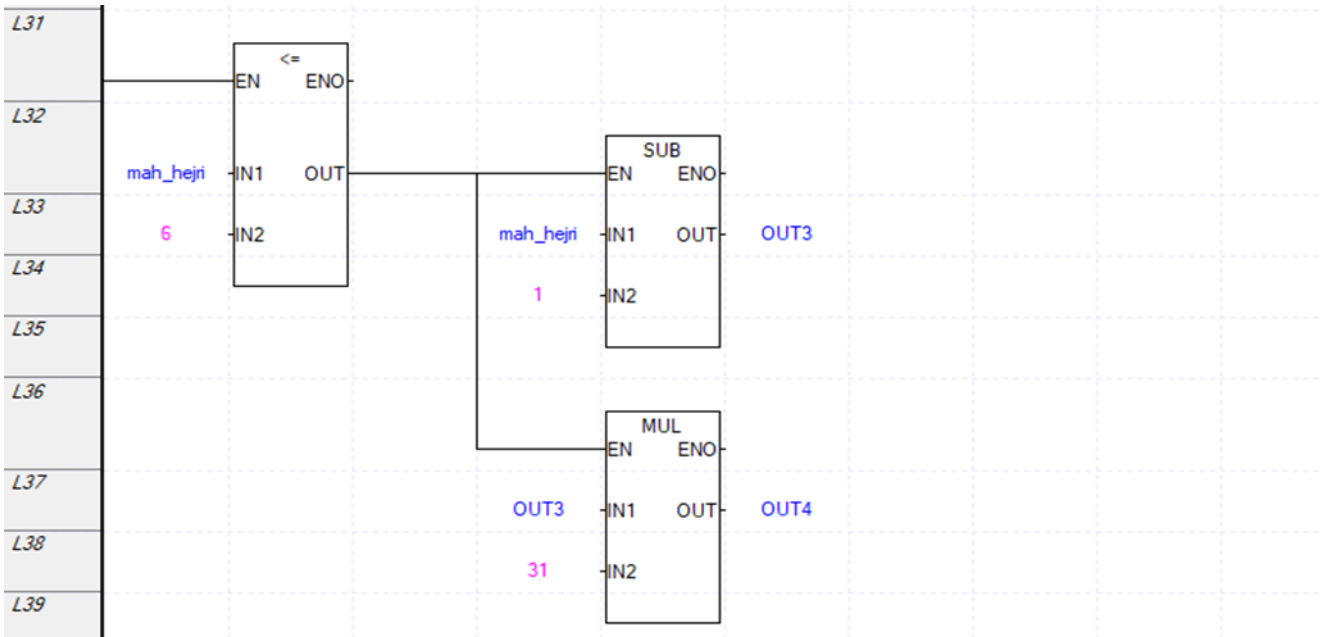 L31
<=
EN ENO
L32
SUB
mah_hejri IN1 OUT
EN ENO
L33
6 IN2
mah_hejri IN1 OUT OUT3
L34
1 IN2
L35
L36
MUL
EN ENO
L37
OUT3 IN1 OUT OUT4
L38
31 IN2
L39